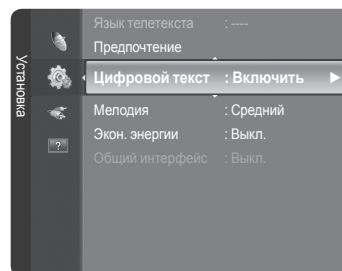 Установка
Язык телетекста : ----
Предпочтение
Цифровой текст : Включить ►
Мелодия : Средний
Экон. энергии : Выкл.
Общий интерфейс : Выкл.
?